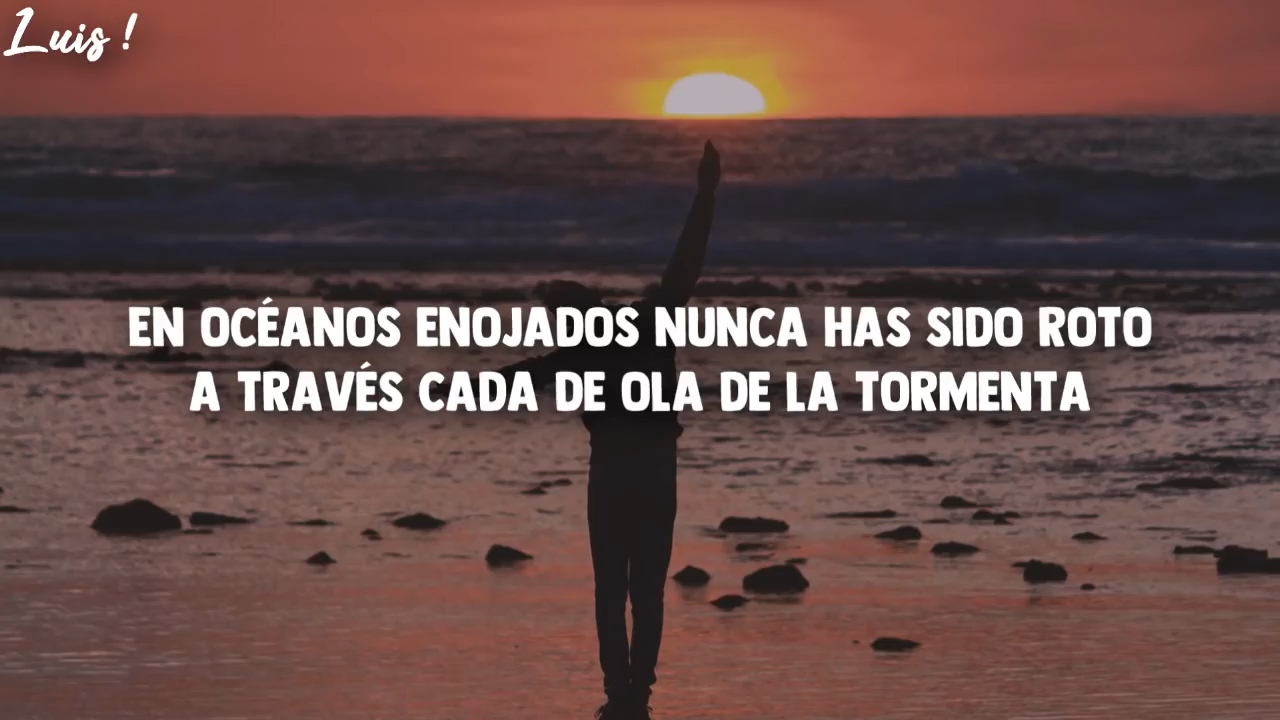 Luis !
EN OCÉANOS ENOJADOS NUNCA HAS SIDO ROTO
A TRAVÉS CADA DE OLA DE LA TORMENTA